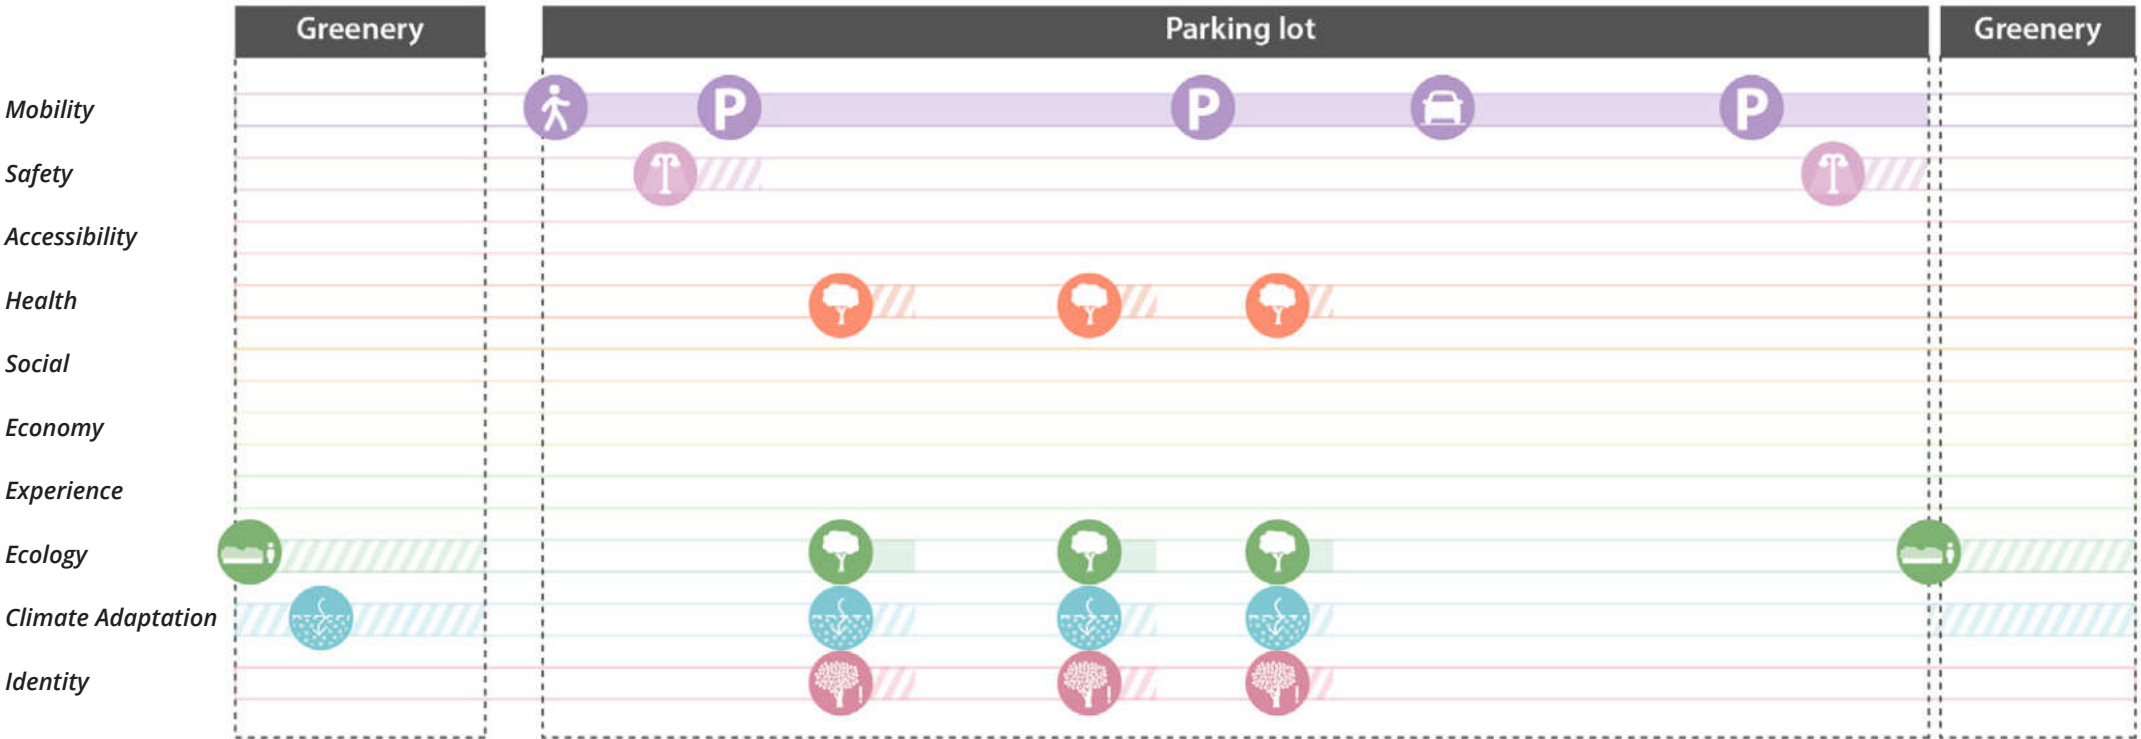 Greenery Parking lot Greenery
Mobility P P P
Safety
Accessibility
Health
Social
Economy
Experience
Ecology
Climate Adaptation
Identity ! ! !